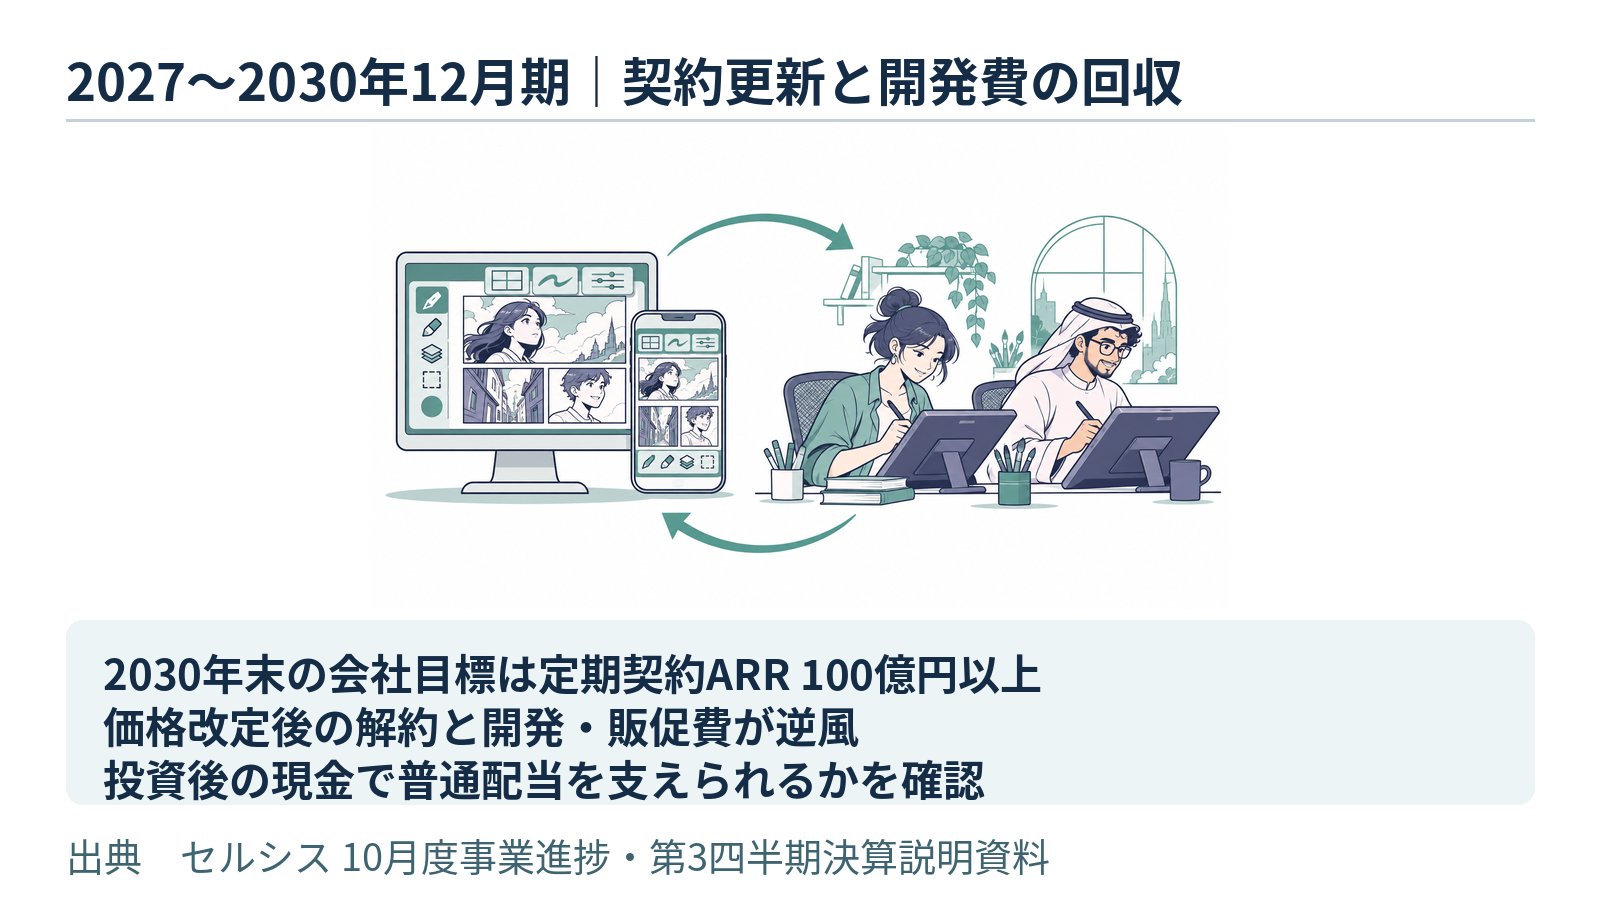 2027〜2030年12月期｜契約更新と開発費の回収
2030年末の会社目標は定期契約ARR 100億円以上
価格改定後の解約と開発・販促費が逆風
投資後の現金で普通配当を支えられるかを確認
出典　セルシス 10月度事業進捗・第3四半期決算説明資料